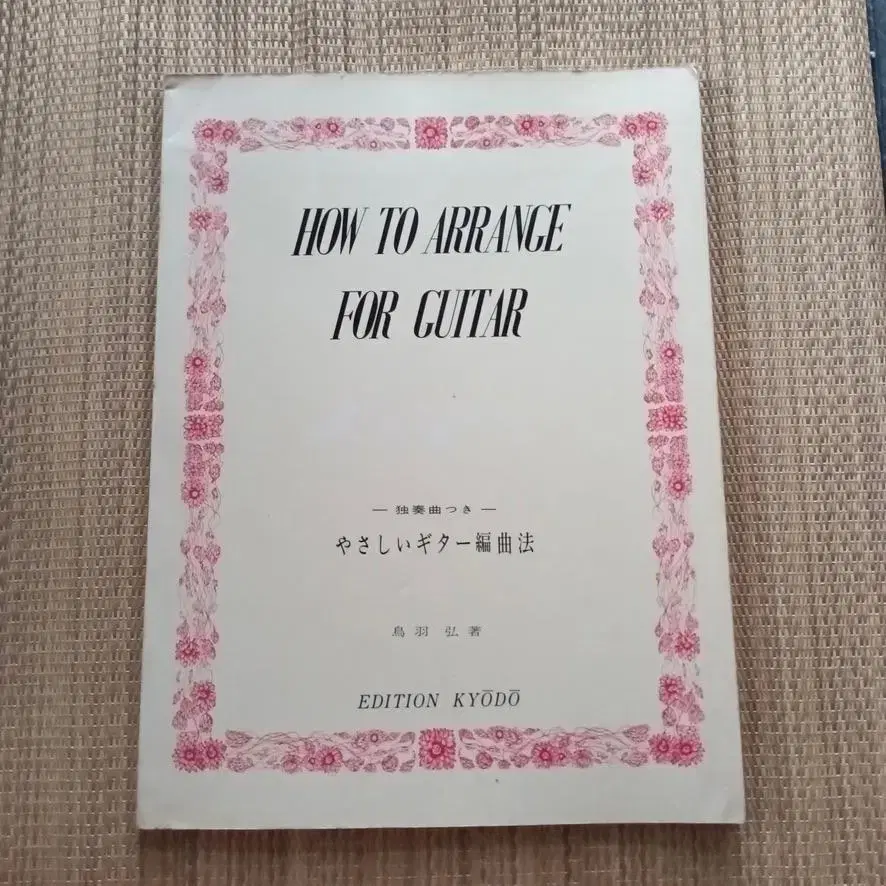 HOW TO ARRANGE
FOR GUITAR
― 独奏曲つき ―
やさしいギター編曲法
鳥羽 弘著
EDITION KYŌDŌ